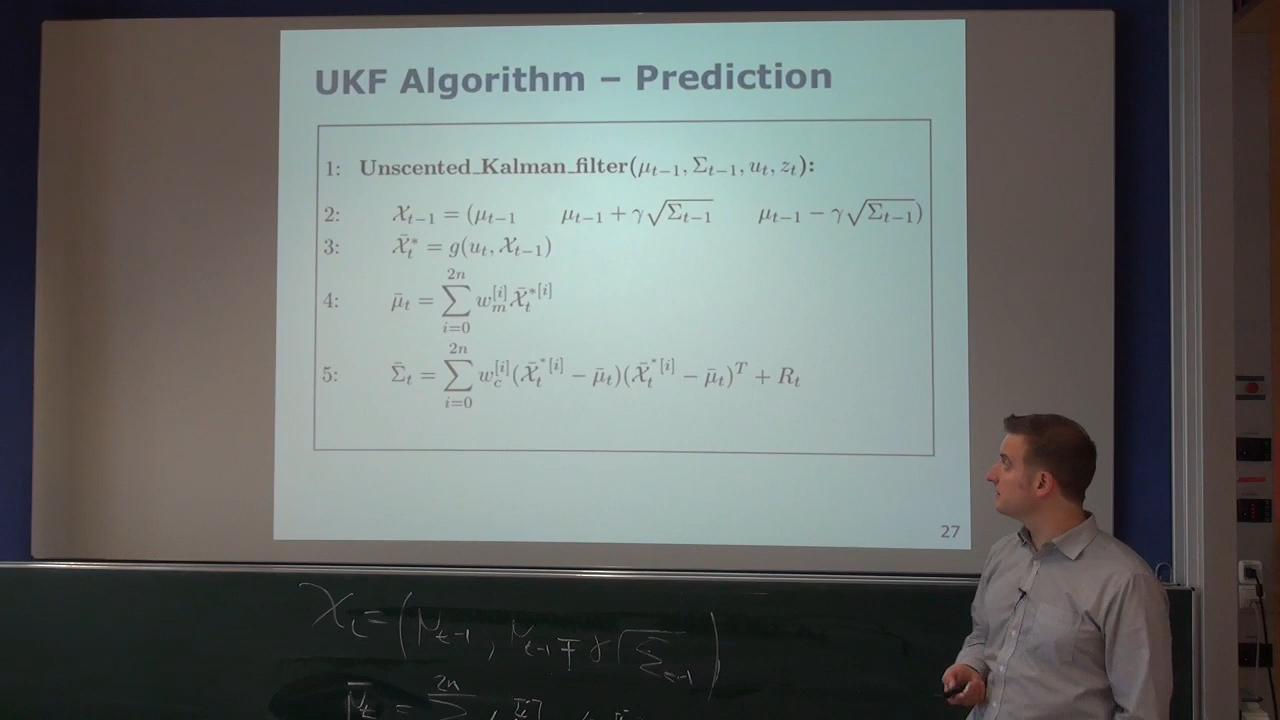 UKF Algorithm – Prediction
1: Unscented_Kalman_filter(μ_{t−1}, Σ_{t−1}, u_t, z_t):
2: 𝒳_{t−1} = (μ_{t−1} μ_{t−1} + γ√Σ_{t−1} μ_{t−1} − γ√Σ_{t−1})
3: 𝒳̄*_t = g(u_t, 𝒳_{t−1})
4: μ̄_t = ∑_{i=0}^{2n} w_m^{[i]} 𝒳̄_t^{*[i]}
5: Σ̄_t = ∑_{i=0}^{2n} w_c^{[i]} (𝒳̄_t^{*[i]} − μ̄_t)(𝒳̄_t^{*[i]} − μ̄_t)^T + R_t
27
𝒳_t = (μ_{t−1}, μ_{t−1} ∓ γ√Σ_{t−1})
μ̄_t = ∑^{2n}